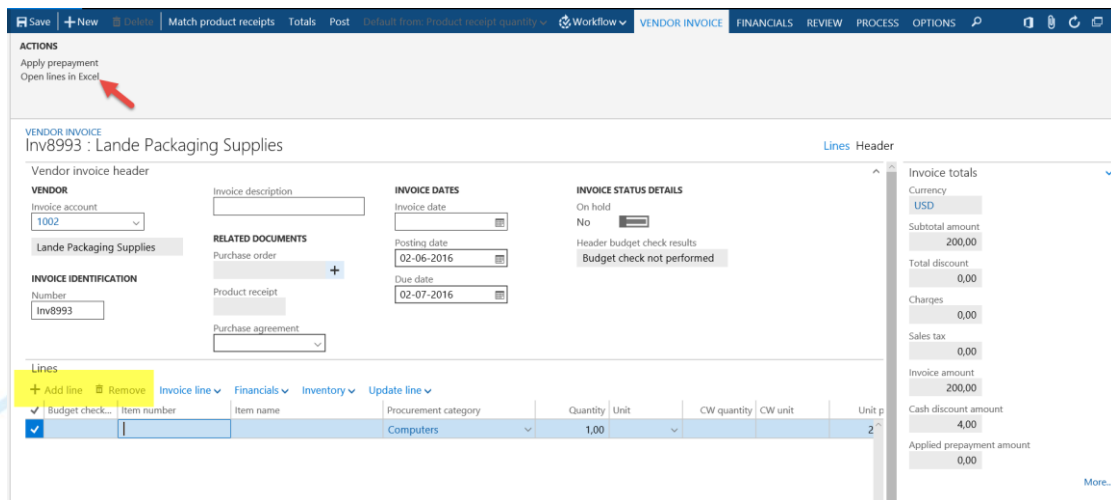 Save + New Delete Match product receipts Totals Post Default from: Product receipt quantity Workflow VENDOR INVOICE FINANCIALS REVIEW PROCESS OPTIONS
ACTIONS
Apply prepayment
Open lines in Excel
VENDOR INVOICE
Inv8993 : Lande Packaging Supplies
Lines Header
Vendor invoice header
VENDOR
Invoice account
1002
Lande Packaging Supplies
INVOICE IDENTIFICATION
Number
Inv8993
Invoice description
RELATED DOCUMENTS
Purchase order
+
Product receipt
Purchase agreement
INVOICE DATES
Invoice date
Posting date
02-06-2016
Due date
02-07-2016
INVOICE STATUS DETAILS
On hold
No
Header budget check results
Budget check not performed
Lines
+ Add line Remove Invoice line Financials Inventory Update line
Budget check... Item number Item name Procurement category Quantity Unit CW quantity CW unit Unit p
Computers 1,00 2
Invoice totals
Currency
USD
Subtotal amount
200,00
Total discount
0,00
Charges
0,00
Sales tax
0,00
Invoice amount
200,00
Cash discount amount
4,00
Applied prepayment amount
0,00
More..